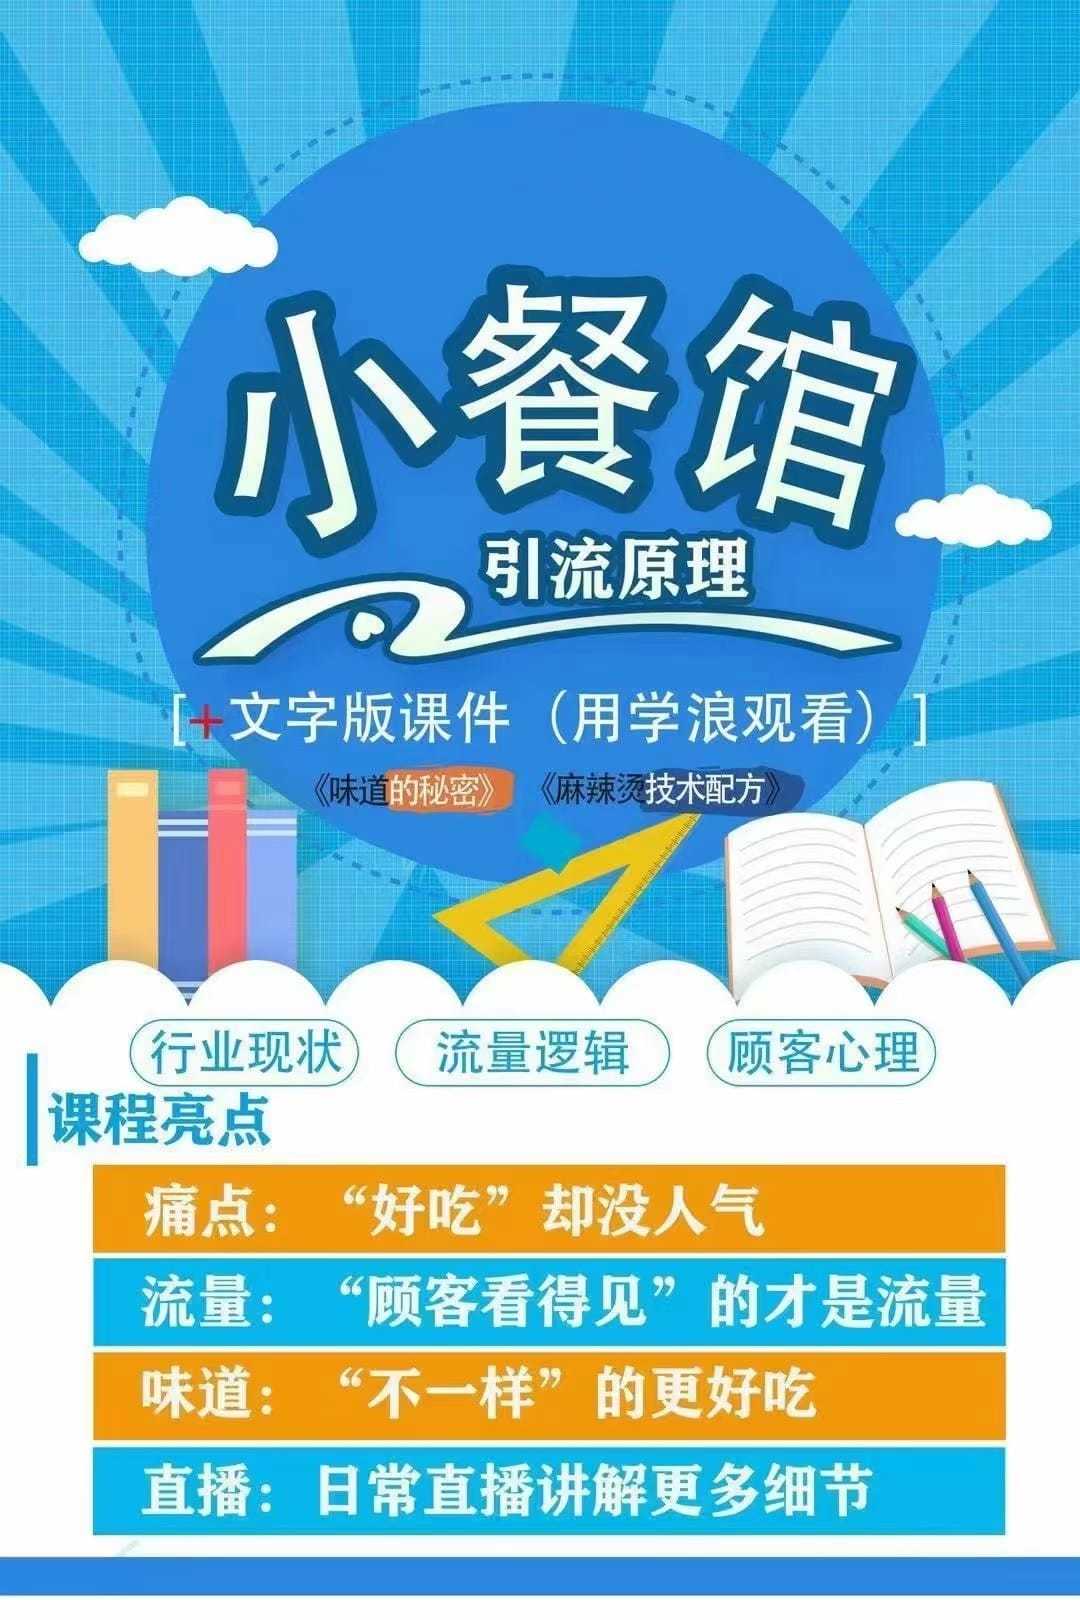 小餐馆
引流原理
[+文字版课件（用学浪观看）]
《味道的秘密》 《麻辣烫技术配方》
行业现状 流量逻辑 顾客心理
课程亮点
痛点：“好吃”却没人气
流量：“顾客看得见”的才是流量
味道：“不一样”的更好吃
直播：日常直播讲解更多细节